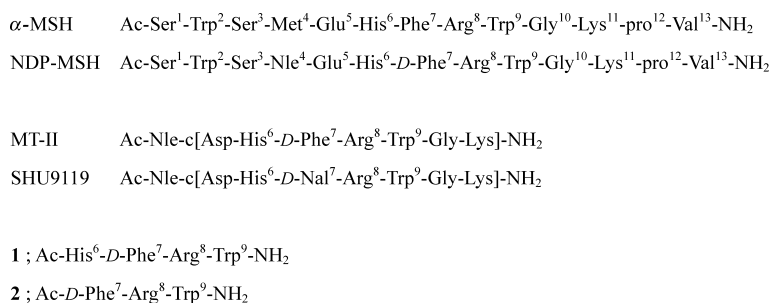 α-MSH Ac-Ser¹-Trp²-Ser³-Met⁴-Glu⁵-His⁶-Phe⁷-Arg⁸-Trp⁹-Gly¹⁰-Lys¹¹-pro¹²-Val¹³-NH₂
NDP-MSH Ac-Ser¹-Trp²-Ser³-Nle⁴-Glu⁵-His⁶-D-Phe⁷-Arg⁸-Trp⁹-Gly¹⁰-Lys¹¹-pro¹²-Val¹³-NH₂
MT-II Ac-Nle-c[Asp-His⁶-D-Phe⁷-Arg⁸-Trp⁹-Gly-Lys]-NH₂
SHU9119 Ac-Nle-c[Asp-His⁶-D-Nal⁷-Arg⁸-Trp⁹-Gly-Lys]-NH₂
1 ; Ac-His⁶-D-Phe⁷-Arg⁸-Trp⁹-NH₂
2 ; Ac-D-Phe⁷-Arg⁸-Trp⁹-NH₂